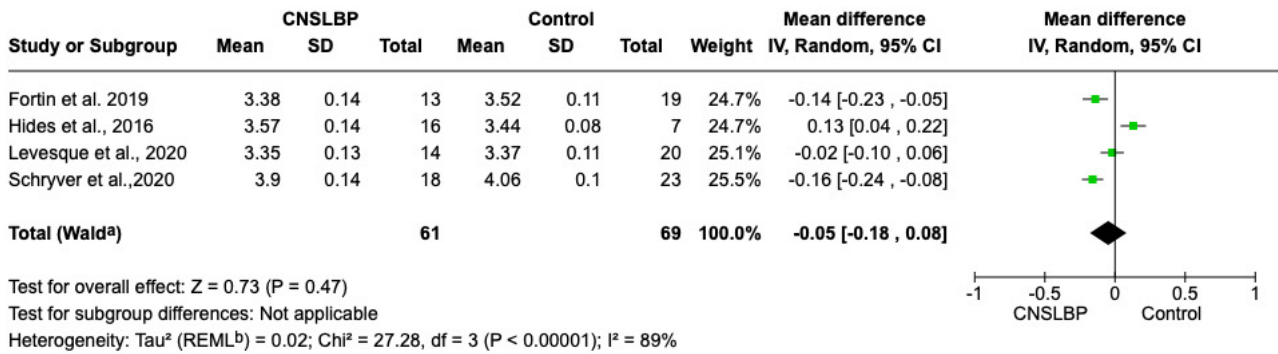 CNSLBP Control Mean difference Mean difference
Study or Subgroup Mean SD Total Mean SD Total Weight IV, Random, 95% CI IV, Random, 95% CI
Fortin et al. 2019 3.38 0.14 13 3.52 0.11 19 24.7% -0.14 [-0.23 , -0.05]
Hides et al., 2016 3.57 0.14 16 3.44 0.08 7 24.7% 0.13 [0.04 , 0.22]
Levesque et al., 2020 3.35 0.13 14 3.37 0.11 20 25.1% -0.02 [-0.10 , 0.06]
Schryver et al.,2020 3.9 0.14 18 4.06 0.1 23 25.5% -0.16 [-0.24 , -0.08]
Total (Waldᵃ) 61 69 100.0% -0.05 [-0.18 , 0.08]
Test for overall effect: Z = 0.73 (P = 0.47)
Test for subgroup differences: Not applicable
Heterogeneity: Tau² (REMLᵇ) = 0.02; Chi² = 27.28, df = 3 (P < 0.00001); I² = 89%
-1 -0.5 0 0.5 1
CNSLBP Control